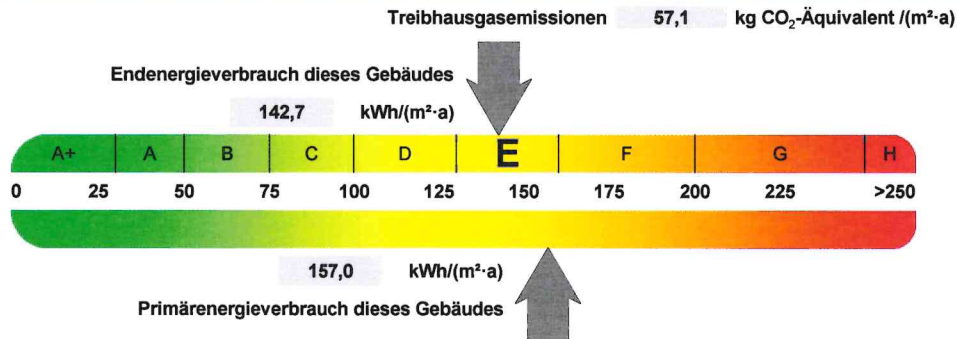 Treibhausgasemissionen 57,1 kg CO₂-Äquivalent /(m²·a)
Endenergieverbrauch dieses Gebäudes
142,7 kWh/(m²·a)
A+ A B C D E F G H
0 25 50 75 100 125 150 175 200 225 >250
157,0 kWh/(m²·a)
Primärenergieverbrauch dieses Gebäudes